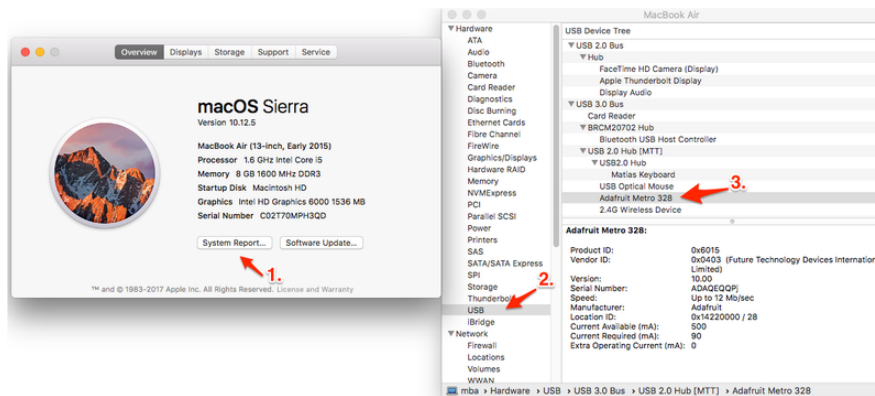 Overview Displays Storage Support Service
macOS Sierra
Version 10.12.5
MacBook Air (13-inch, Early 2015)
Processor 1.6 GHz Intel Core i5
Memory 8 GB 1600 MHz DDR3
Startup Disk Macintosh HD
Graphics Intel HD Graphics 6000 1536 MB
Serial Number C02T70MPH3QD
System Report... Software Update...
1.
™ and © 1983-2017 Apple Inc. All Rights Reserved. License and Warranty
MacBook Air
Hardware
ATA
Audio
Bluetooth
Camera
Card Reader
Diagnostics
Disc Burning
Ethernet Cards
Fibre Channel
FireWire
Graphics/Displays
Hardware RAID
Memory
NVMExpress
PCI
Parallel SCSI
Power
Printers
SAS
SATA/SATA Express
SPI
Storage
Thunderbol
2.
USB
iBridge
Network
Firewall
Locations
Volumes
WWAN
USB Device Tree
USB 2.0 Bus
Hub
FaceTime HD Camera (Display)
Apple Thunderbolt Display
Display Audio
USB 3.0 Bus
Card Reader
BRCM20702 Hub
Bluetooth USB Host Controller
USB 2.0 Hub [MTT]
USB2.0 Hub
Matias Keyboard
USB Optical Mouse
3.
Adafruit Metro 328
2.4G Wireless Device
Adafruit Metro 328:
Product ID: 0x6015
Vendor ID: 0x0403 (Future Technology Devices Internation
Limited)
Version: 10.00
Serial Number: ADAQEQQPj
Speed: Up to 12 Mb/sec
Manufacturer: Adafruit
Location ID: 0x14220000 / 28
Current Available (mA): 500
Current Required (mA): 90
Extra Operating Current (mA): 0
mba › Hardware › USB › USB 3.0 Bus › USB 2.0 Hub [MTT] › Adafruit Metro 328